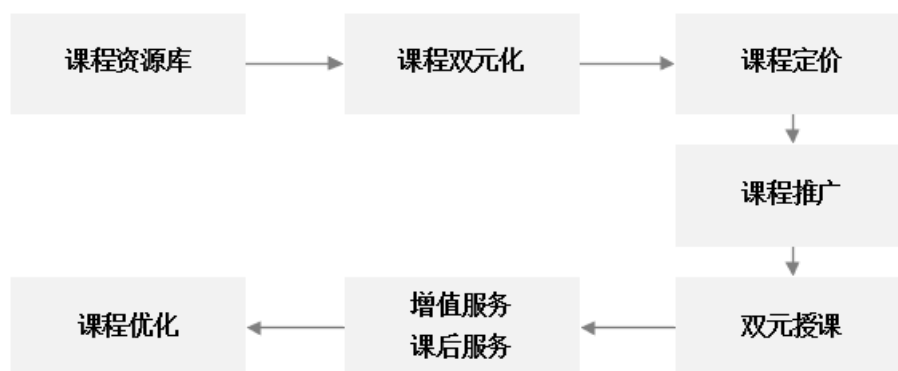 课程资源库
课程双元化
课程定价
课程推广
双元授课
增值服务
课后服务
课程优化